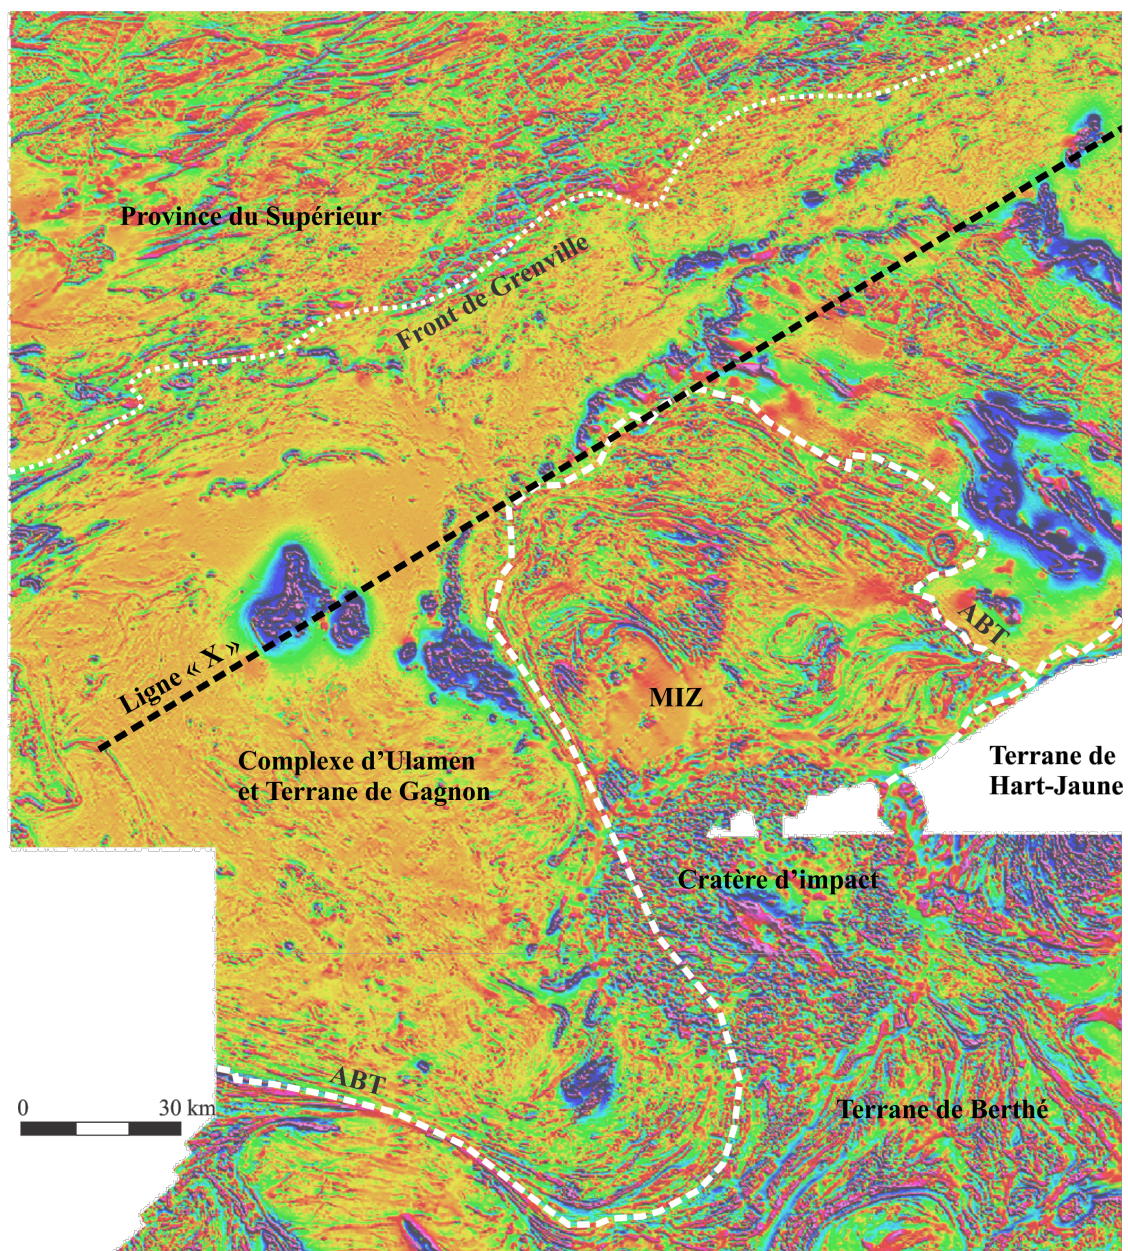 Province du Supérieur
Front de Grenville
Ligne « X »
ABT
MIZ
Complexe d’Ulamen
et Terrane de Gagnon
Terrane de
Hart-Jaune
Cratère d’impact
ABT
0 30 km
Terrane de Berthé